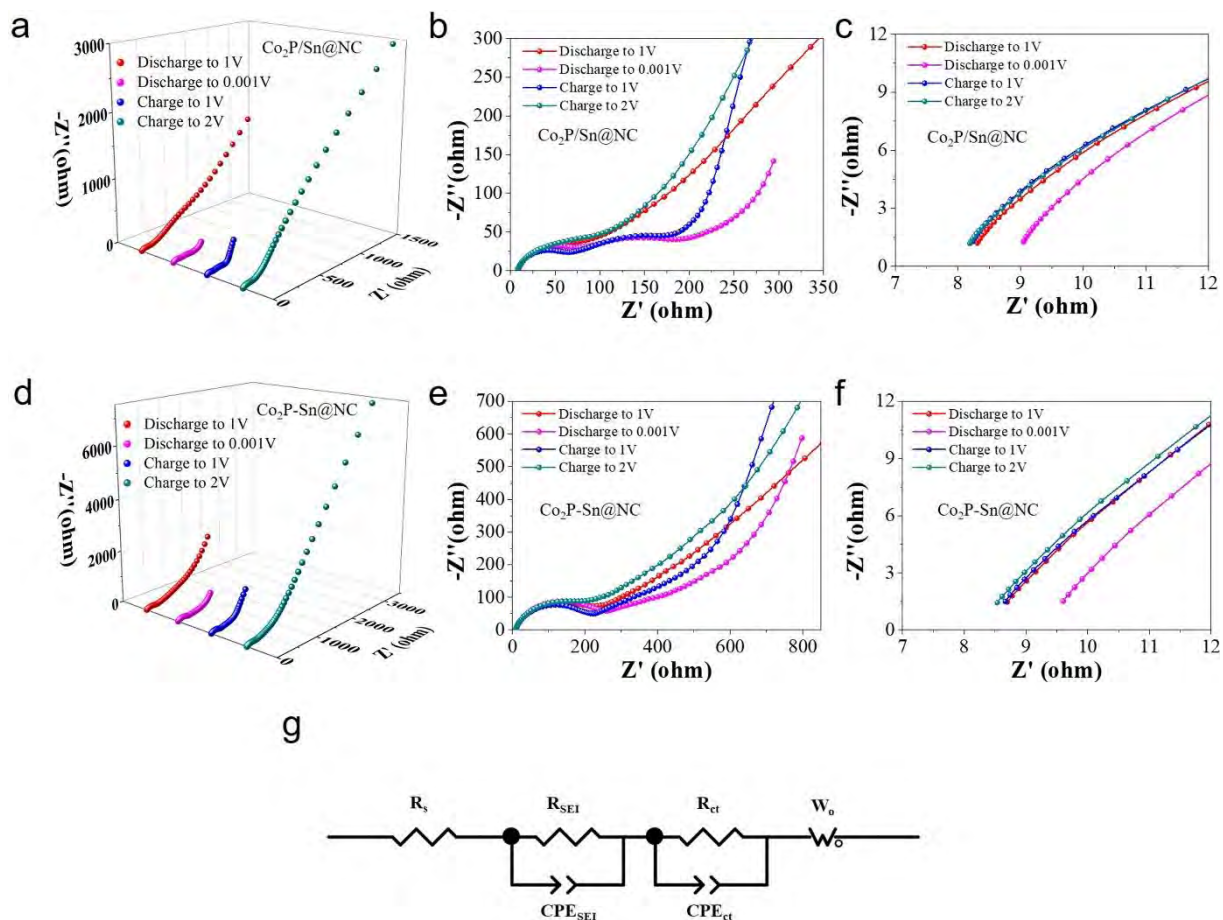 a
Co₂P/Sn@NC
Discharge to 1V
Discharge to 0.001V
Charge to 1V
Charge to 2V
3000
2000
1000
0
-Z''(ohm)
0
500
1000
1500
Z' (ohm)
b
Discharge to 1V
Discharge to 0.001V
Charge to 1V
Charge to 2V
Co₂P/Sn@NC
300
250
200
150
100
50
0
-Z''(ohm)
0 50 100 150 200 250 300 350
Z' (ohm)
c
Discharge to 1V
Discharge to 0.001V
Charge to 1V
Charge to 2V
Co₂P/Sn@NC
12
9
6
3
0
-Z''(ohm)
7 8 9 10 11 12
Z' (ohm)
d
Co₂P-Sn@NC
Discharge to 1V
Discharge to 0.001V
Charge to 1V
Charge to 2V
6000
4000
2000
0
-Z''(ohm)
0
1000
2000
3000
Z' (ohm)
e
Discharge to 1V
Discharge to 0.001V
Charge to 1V
Charge to 2V
Co₂P-Sn@NC
700
600
500
400
300
200
100
0
-Z''(ohm)
0 200 400 600 800
Z' (ohm)
f
Discharge to 1V
Discharge to 0.001V
Charge to 1V
Charge to 2V
Co₂P-Sn@NC
12
9
6
3
0
-Z''(ohm)
7 8 9 10 11 12
Z' (ohm)
g
Rs RSEI Rct Wo
CPESEI CPEct